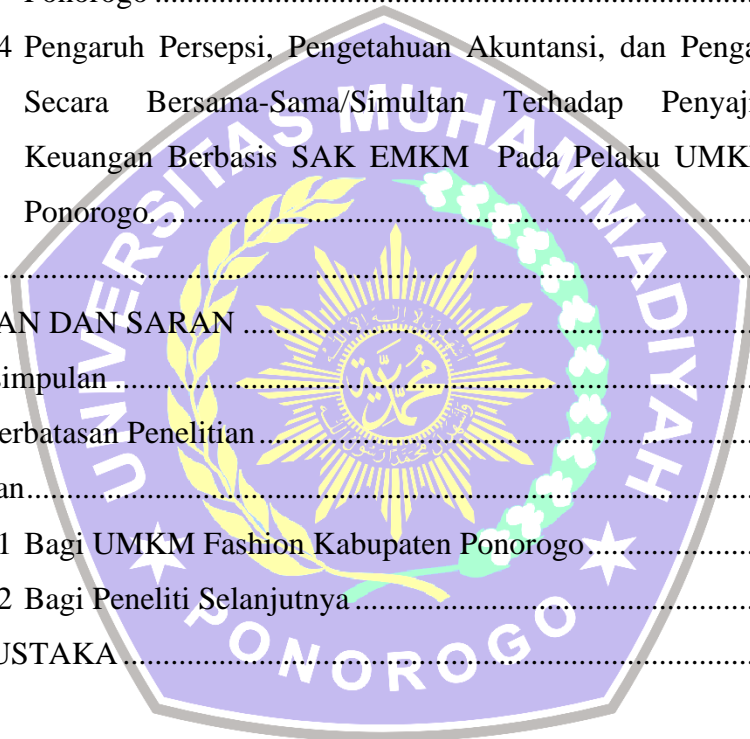 Ponorogo ........................................................
4 Pengaruh Persepsi, Pengetahuan Akuntansi, dan Penga
Secara Bersama-Sama/Simultan Terhadap Penyaji
Keuangan Berbasis SAK EMKM Pada Pelaku UMK
Ponorogo. ........................................................
........................................................
AN DAN SARAN ........................................................
simpulan ........................................................
erbatasan Penelitian ........................................................
an........................................................
1 Bagi UMKM Fashion Kabupaten Ponorogo........................
2 Bagi Peneliti Selanjutnya ........................................
USTAKA ........................................................
UNIVERSITAS MUHAMMADIYAH
PONOROGO